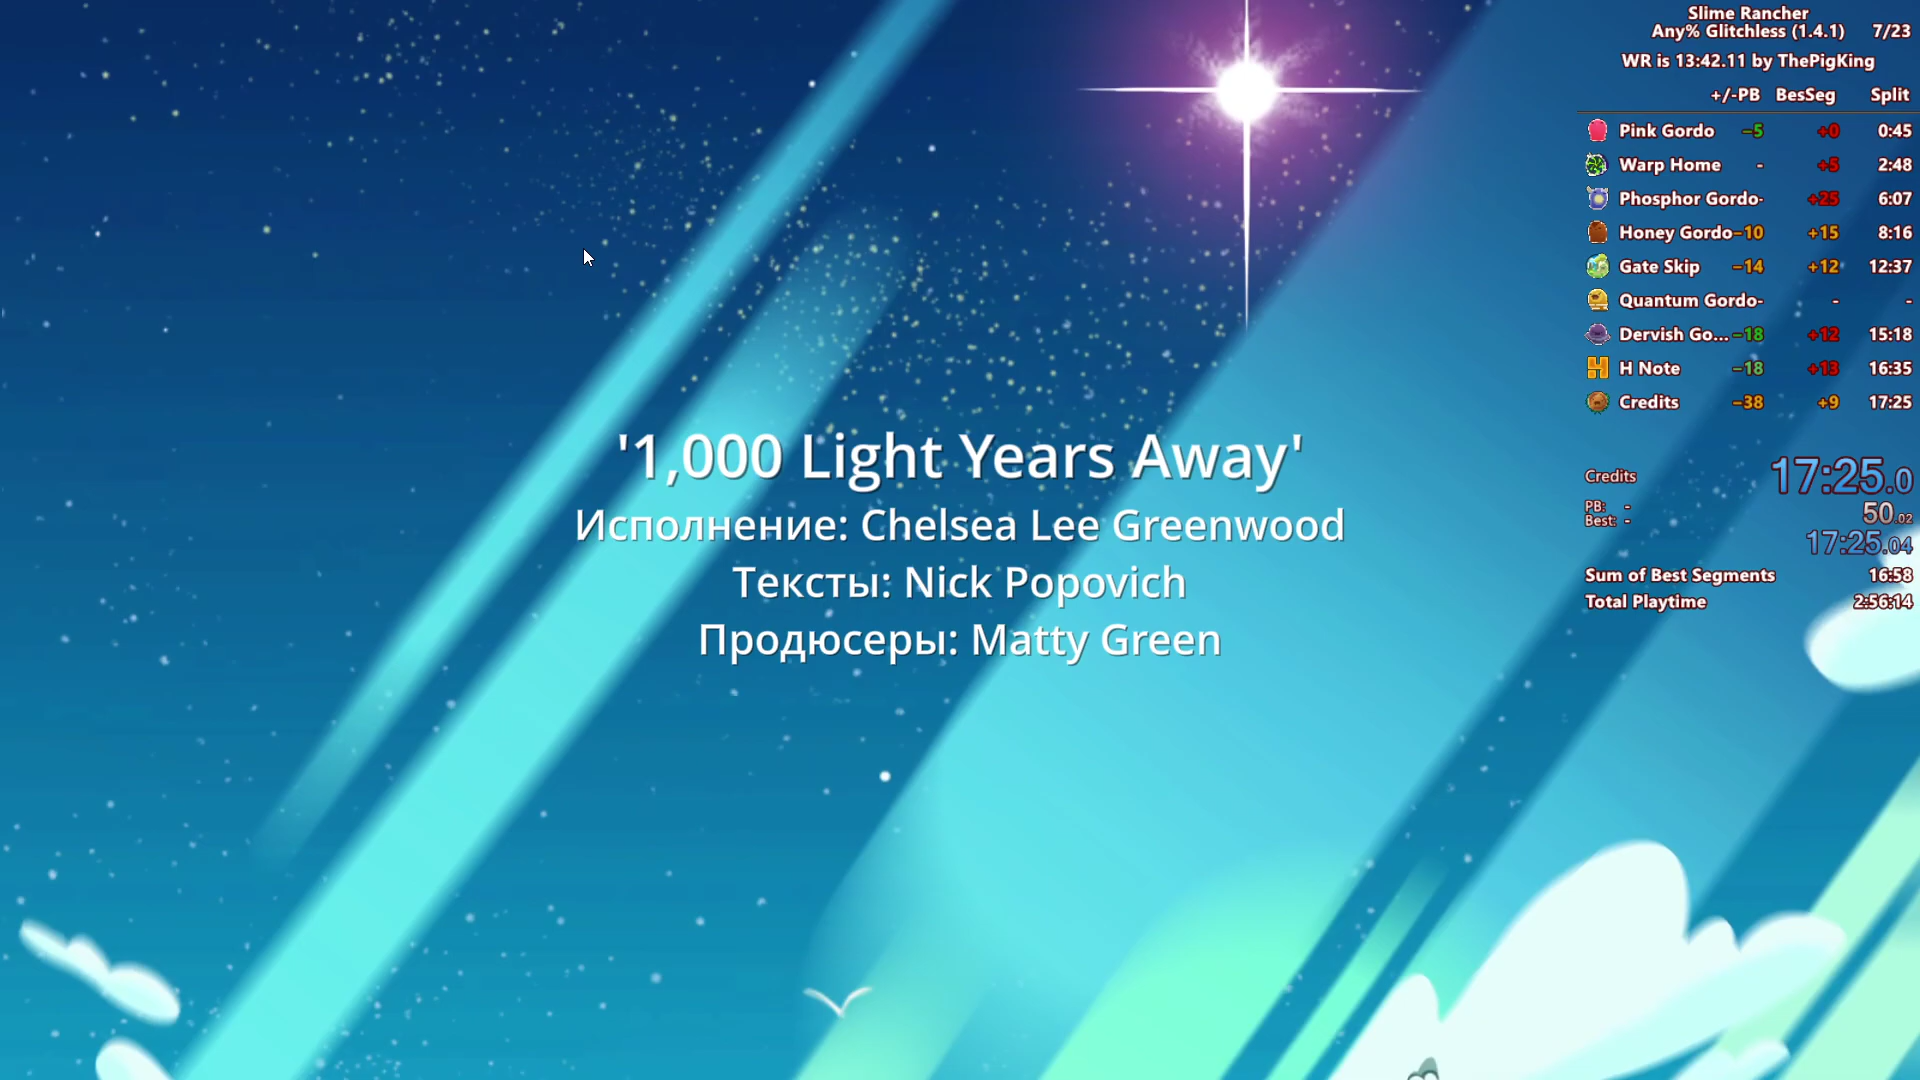 Slime Rancher
Any% Glitchless (1.4.1) 7/23
WR is 13:42.11 by ThePigKing
+/-PB BesSeg Split
Pink Gordo −5 +0 0:45
Warp Home - +5 2:48
Phosphor Gordo- +25 6:07
Honey Gordo −10 +15 8:16
Gate Skip −14 +12 12:37
Quantum Gordo- - -
Dervish Go... −18 +12 15:18
H Note −18 +13 16:35
Credits −38 +9 17:25
Credits 17:25.0
PB: - 50.02
Best: -
17:25.04
Sum of Best Segments 16:58
Total Playtime 2:56:14
'1,000 Light Years Away'
Исполнение: Chelsea Lee Greenwood
Тексты: Nick Popovich
Продюсеры: Matty Green